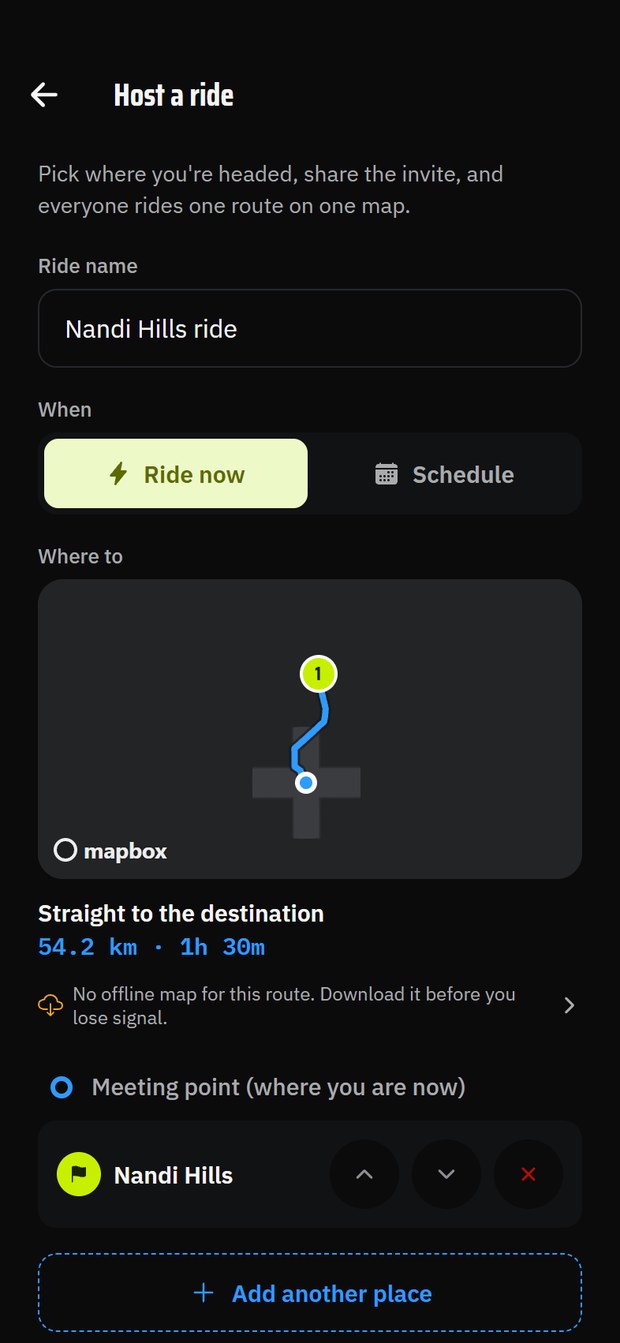 Host a ride
Pick where you're headed, share the invite, and
everyone rides one route on one map.
Ride name
Nandi Hills ride
When
Ride now
Schedule
Where to
1
mapbox
Straight to the destination
54.2 km · 1h 30m
No offline map for this route. Download it before you
lose signal.
Meeting point (where you are now)
Nandi Hills
Add another place